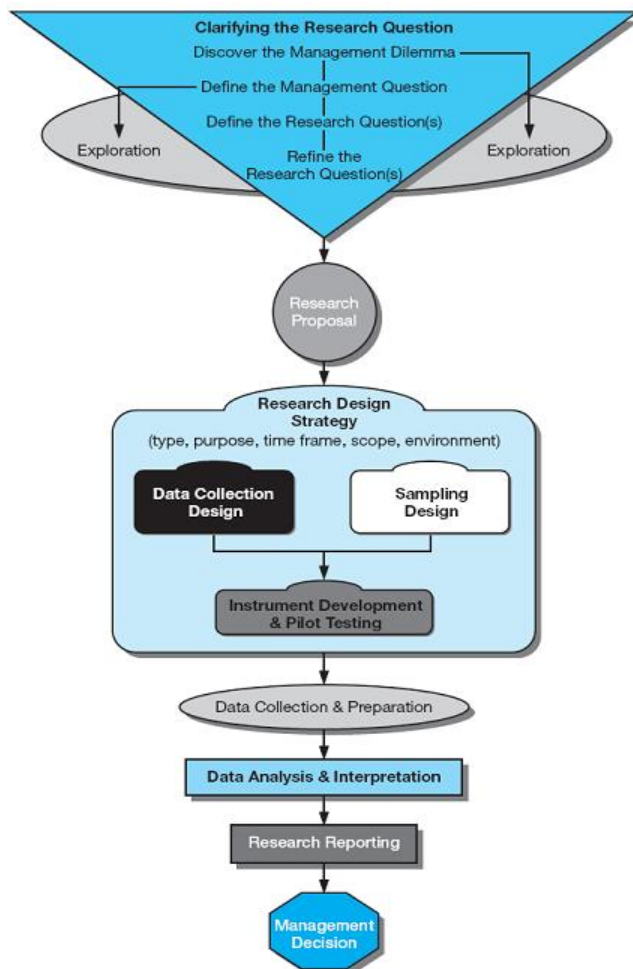 Clarifying the Research Question
Discover the Management Dilemma
Define the Management Question
Define the Research Question(s)
Exploration
Refine the
Research Question(s)
Exploration
Research
Proposal
Research Design
Strategy
(type, purpose, time frame, scope, environment)
Data Collection
Design
Sampling
Design
Instrument Development
& Pilot Testing
Data Collection & Preparation
Data Analysis & Interpretation
Research Reporting
Management
Decision